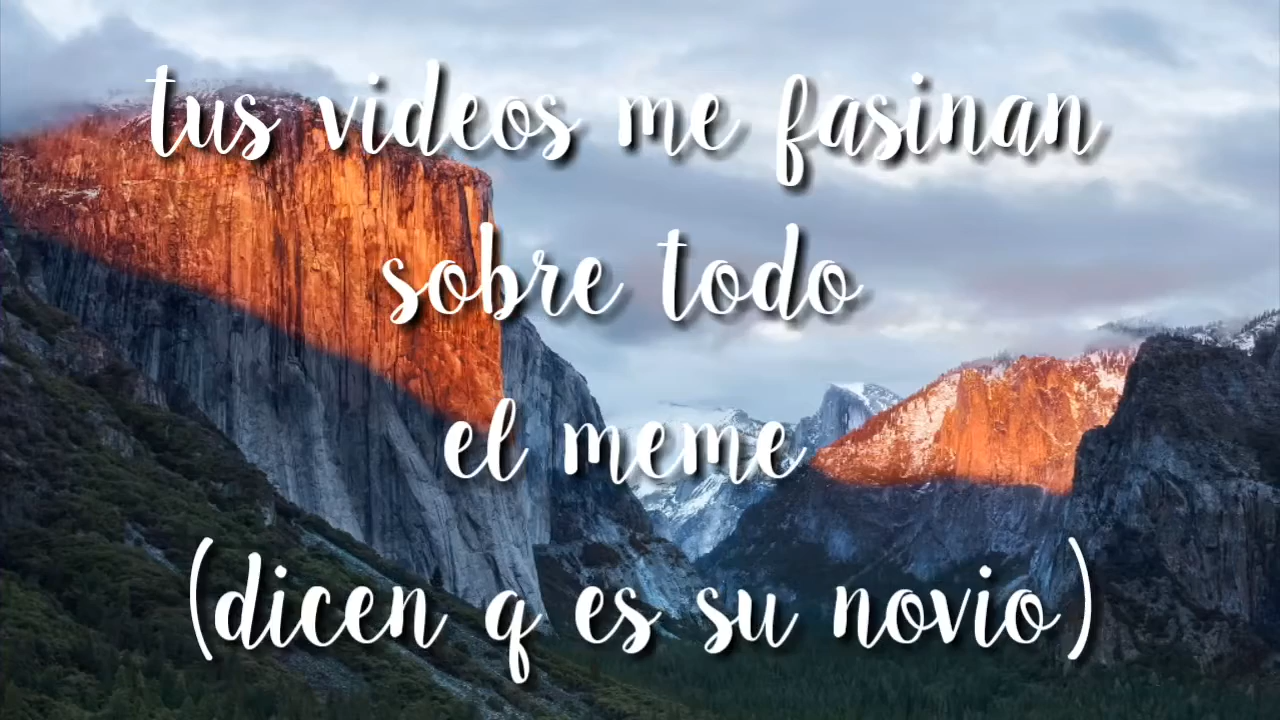 tus videos me fasinan
sobre todo
el meme
(dicen q es su novio)